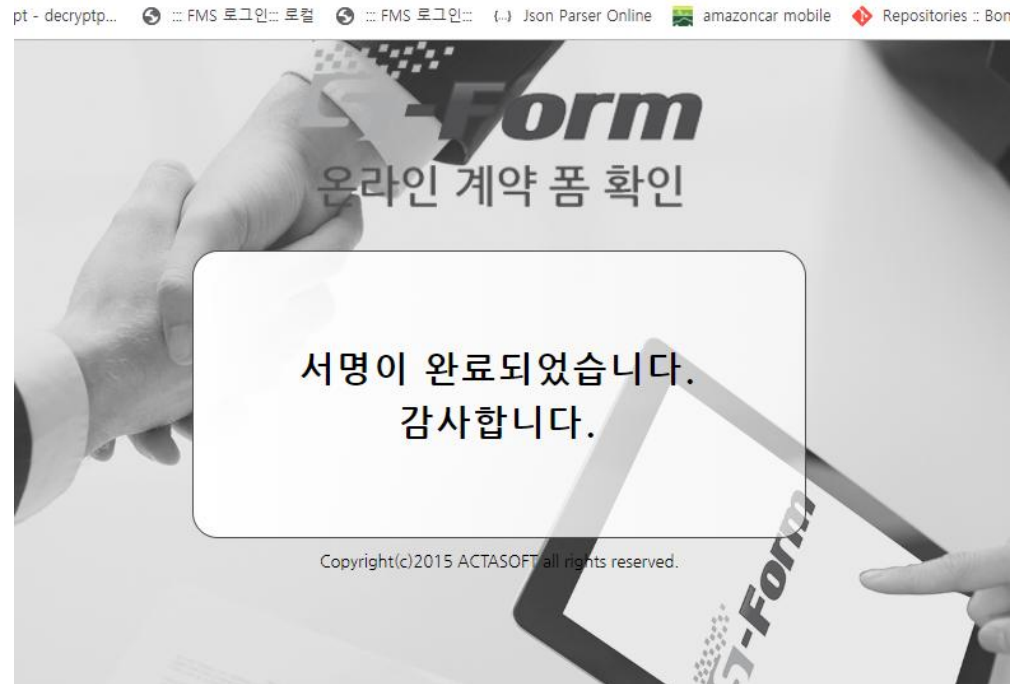 pt - decryptp... ::: FMS 로그인::: 로컬 ::: FMS 로그인::: {...} Json Parser Online amazoncar mobile Repositories :: Bon
S-Form
온라인 계약 폼 확인
서명이 완료되었습니다.
감사합니다.
Copyright(c)2015 ACTASOFT all rights reserved.
S-Form